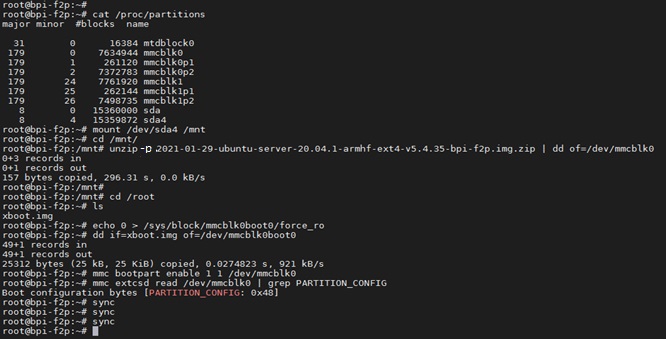 root@bpi-f2p:~#
root@bpi-f2p:~# cat /proc/partitions
major minor  #blocks  name

  31        0      16384 mtdblock0
 179        0    7634944 mmcblk0
 179        1     261120 mmcblk0p1
 179        2    7372783 mmcblk0p2
 179       24    7761920 mmcblk1
 179       25     262144 mmcblk1p1
 179       26    7498735 mmcblk1p2
   8        0   15360000 sda
   8        4   15359872 sda4
root@bpi-f2p:~# mount /dev/sda4 /mnt
root@bpi-f2p:~# cd /mnt/
root@bpi-f2p:/mnt# unzip -p 2021-01-29-ubuntu-server-20.04.1-armhf-ext4-v5.4.35-bpi-f2p.img.zip | dd of=/dev/mmcblk0
0+3 records in
0+1 records out
157 bytes copied, 296.31 s, 0.0 kB/s
root@bpi-f2p:/mnt#
root@bpi-f2p:/mnt# cd /root
root@bpi-f2p:~# ls
xboot.img
root@bpi-f2p:~# echo 0 > /sys/block/mmcblk0boot0/force_ro
root@bpi-f2p:~# dd if=xboot.img of=/dev/mmcblk0boot0
49+1 records in
49+1 records out
25312 bytes (25 kB, 25 KiB) copied, 0.0274823 s, 921 kB/s
root@bpi-f2p:~# mmc bootpart enable 1 1 /dev/mmcblk0
root@bpi-f2p:~# mmc extcsd read /dev/mmcblk0 | grep PARTITION_CONFIG
Boot configuration bytes [PARTITION_CONFIG: 0x48]
root@bpi-f2p:~# sync
root@bpi-f2p:~# sync
root@bpi-f2p:~# sync
root@bpi-f2p:~#